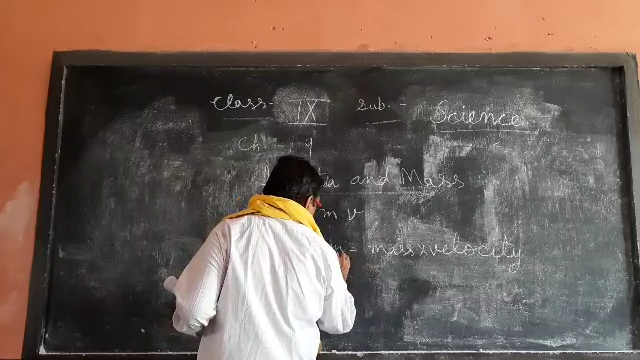 Class- IX Sub- Science
Ch 9
and Mass
m v
= mass×velocity